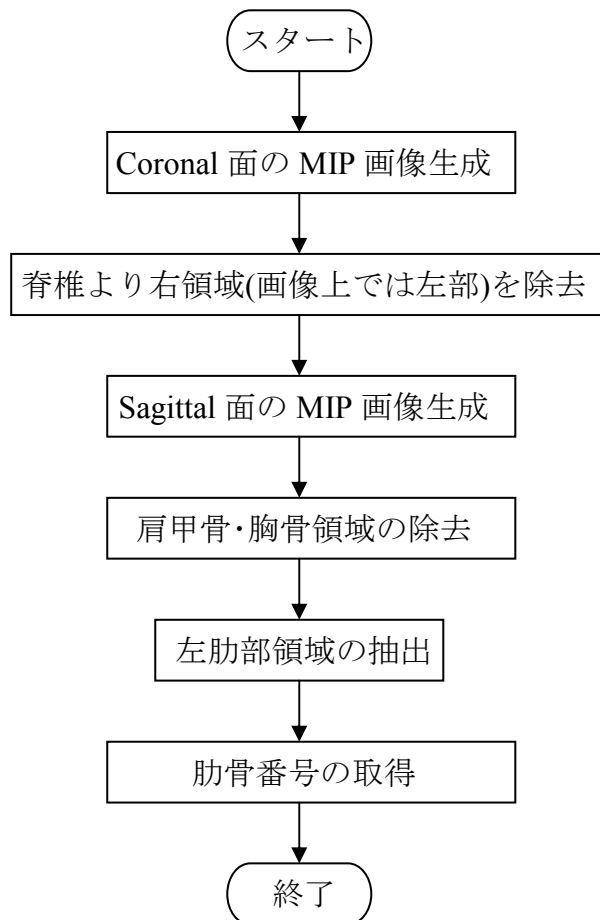 スタート
Coronal 面の MIP 画像生成
脊椎より右領域(画像上では左部)を除去
Sagittal 面の MIP 画像生成
肩甲骨・胸骨領域の除去
左肋部領域の抽出
肋骨番号の取得
終了